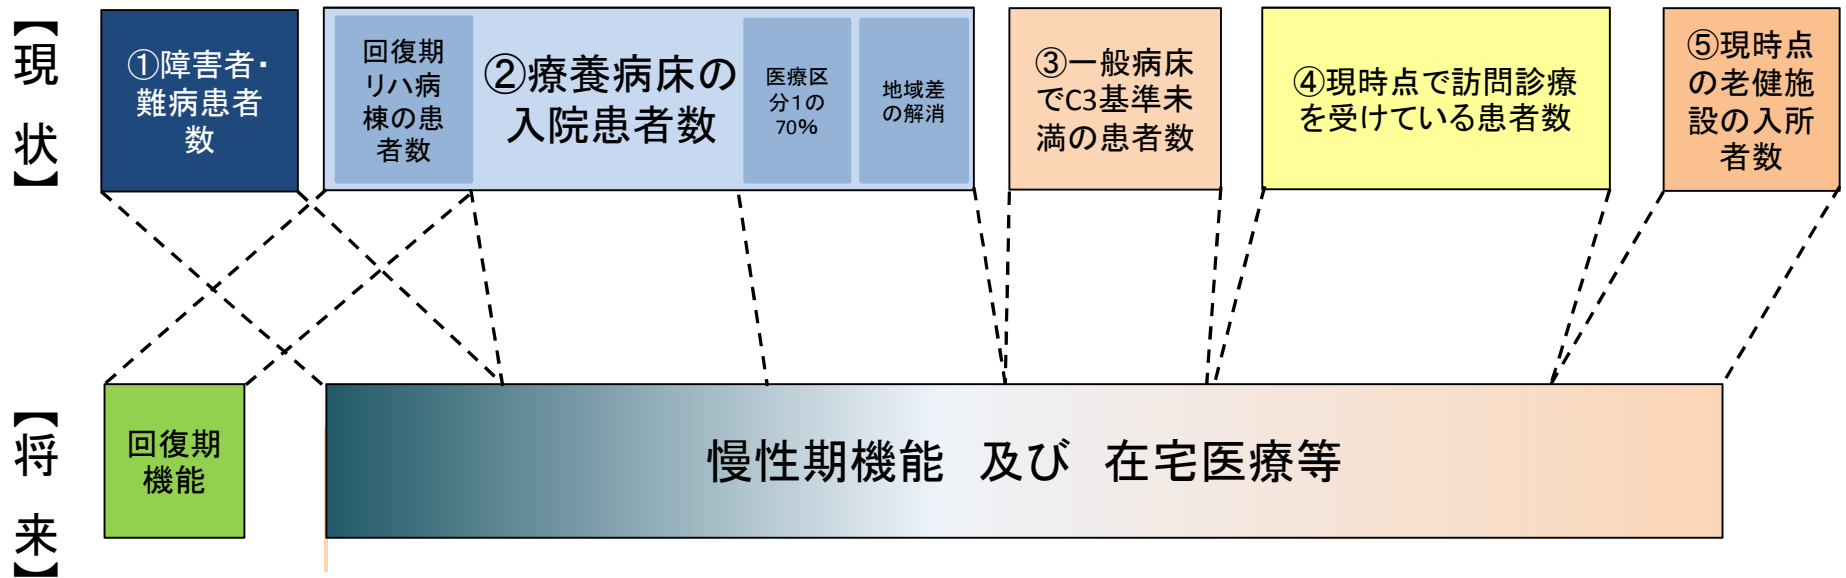 【現状】
①障害者・
難病患者
数
回復期
リハ病
棟の患
者数
②療養病床の
入院患者数
医療区
分1の
70%
地域差
の解消
③一般病床
でC3基準未
満の患者数
④現時点で訪問診療
を受けている患者数
⑤現時点
の老健施
設の入所
者数
【将来】
回復期
機能
慢性期機能　及び　在宅医療等